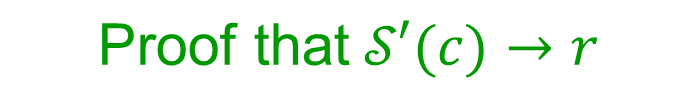 Proof that 𝒮′(𝑐) → 𝑟